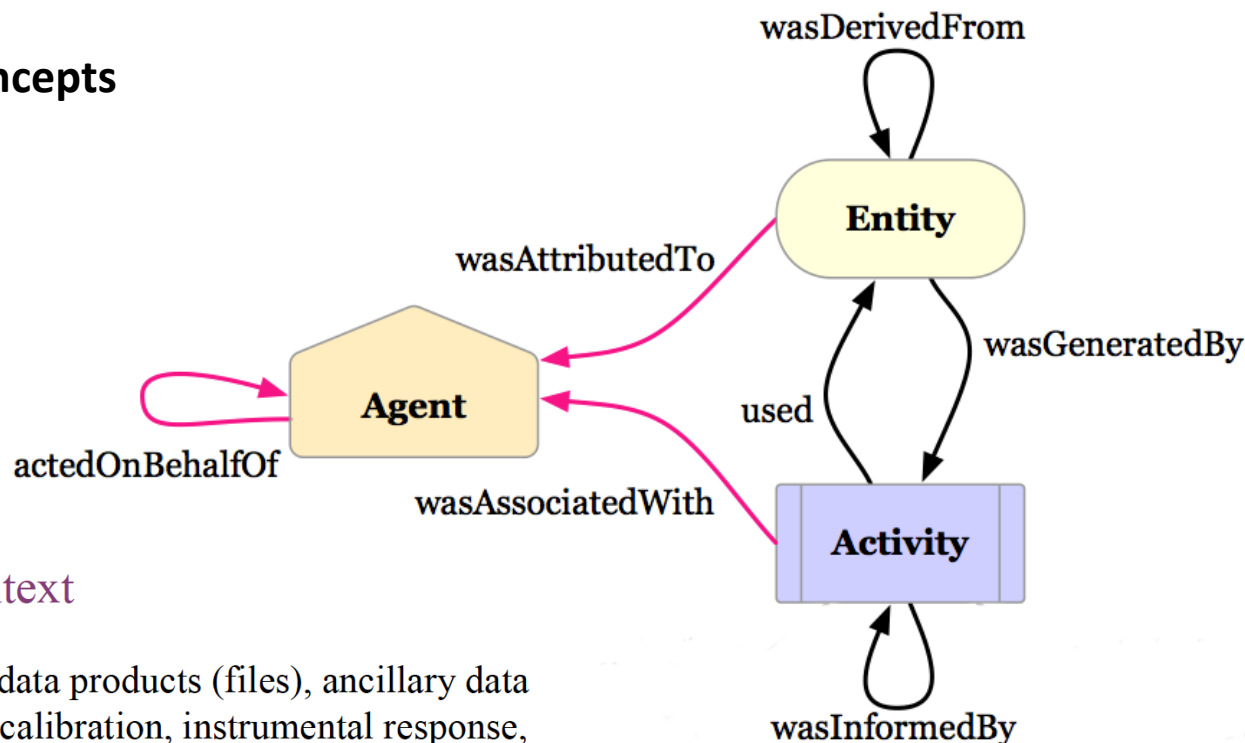 ncepts
wasDerivedFrom
Entity
wasAttributedTo
wasGeneratedBy
Agent
used
actedOnBehalfOf
wasAssociatedWith
Activity
text
data products (files), ancillary data
calibration, instrumental response,
wasInformedBy